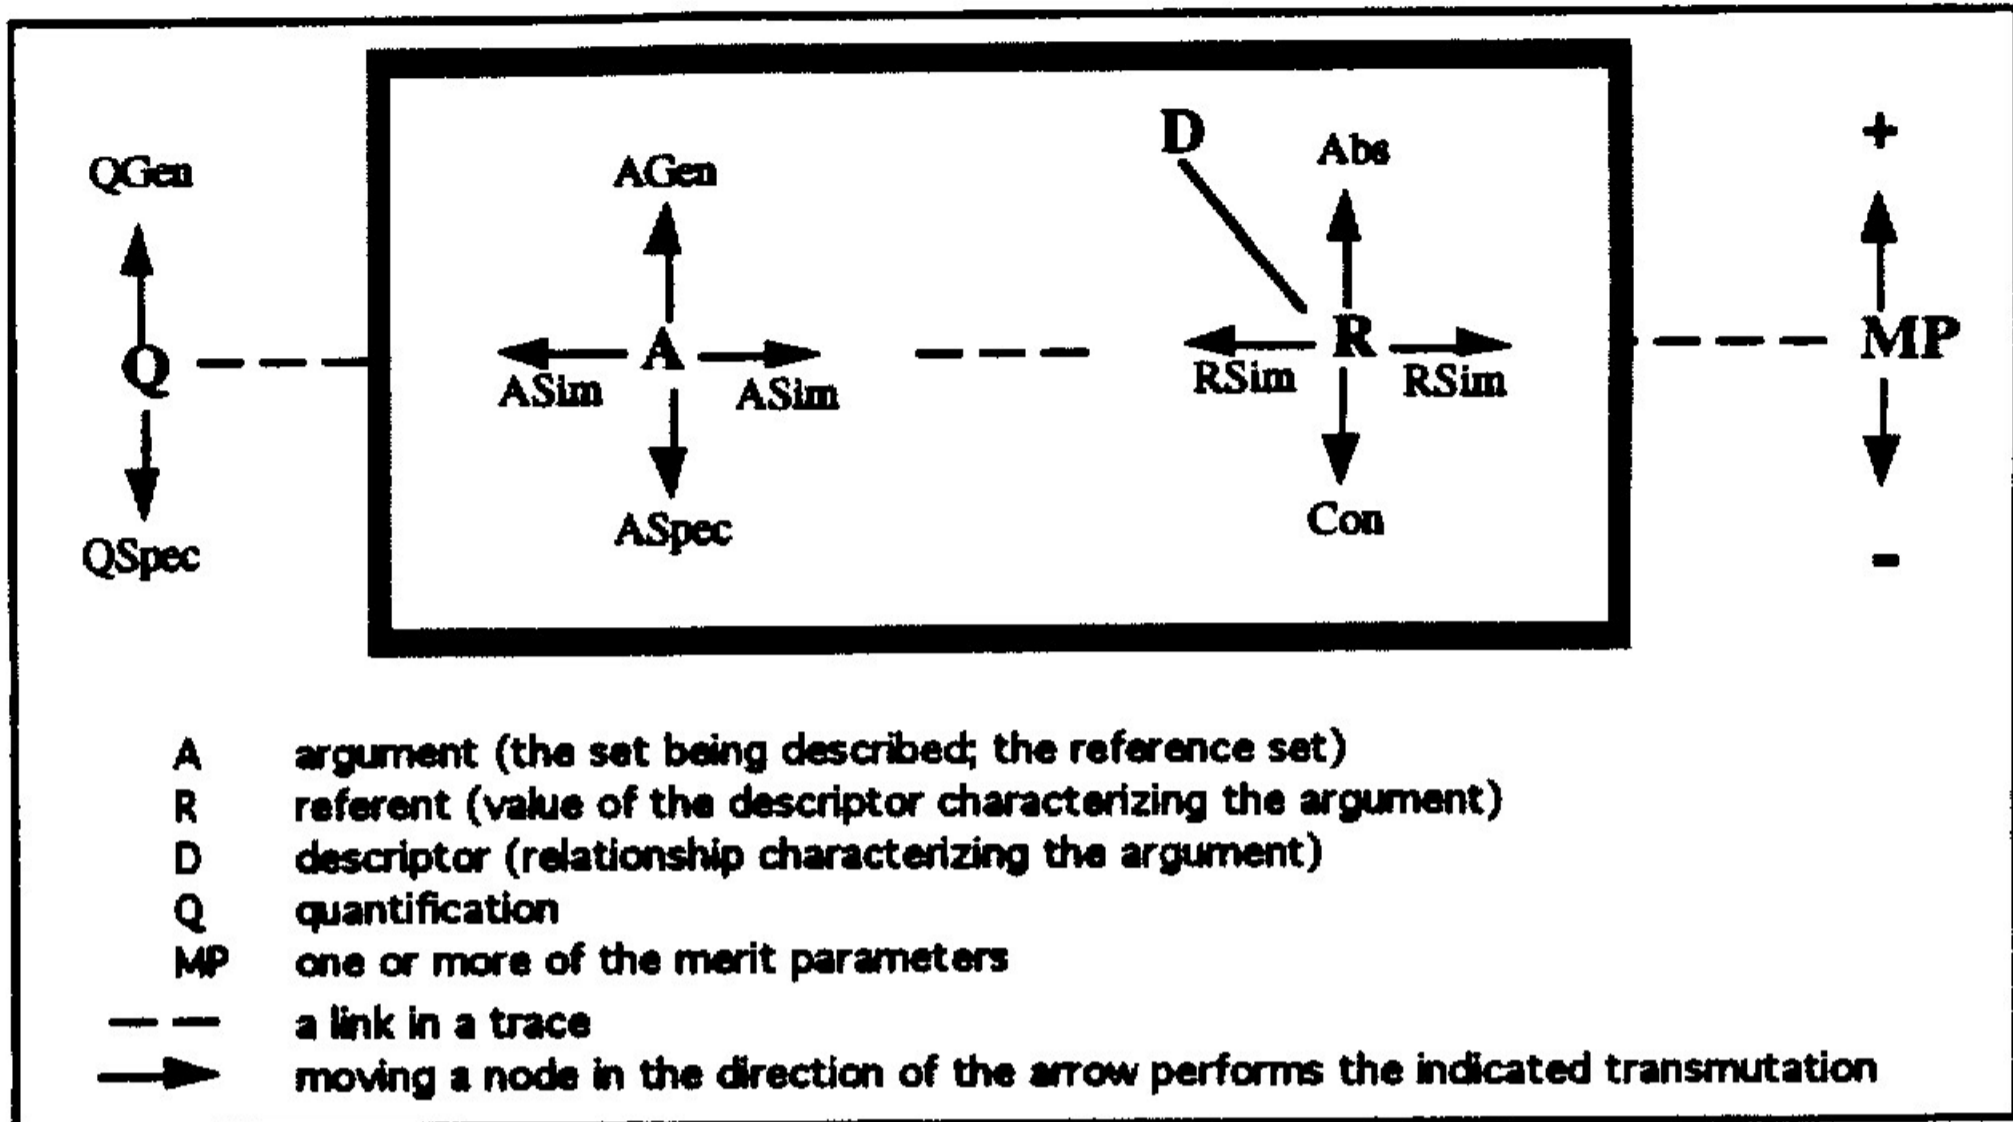 D
Abs
+
QGen
AGen
Q
A
R
MP
ASim
ASim
RSim
RSim
QSpec
ASpec
Con
-
A argument (the set being described; the reference set)
R referent (value of the descriptor characterizing the argument)
D descriptor (relationship characterizing the argument)
Q quantification
MP one or more of the merit parameters
a link in a trace
moving a node in the direction of the arrow performs the indicated transmutation